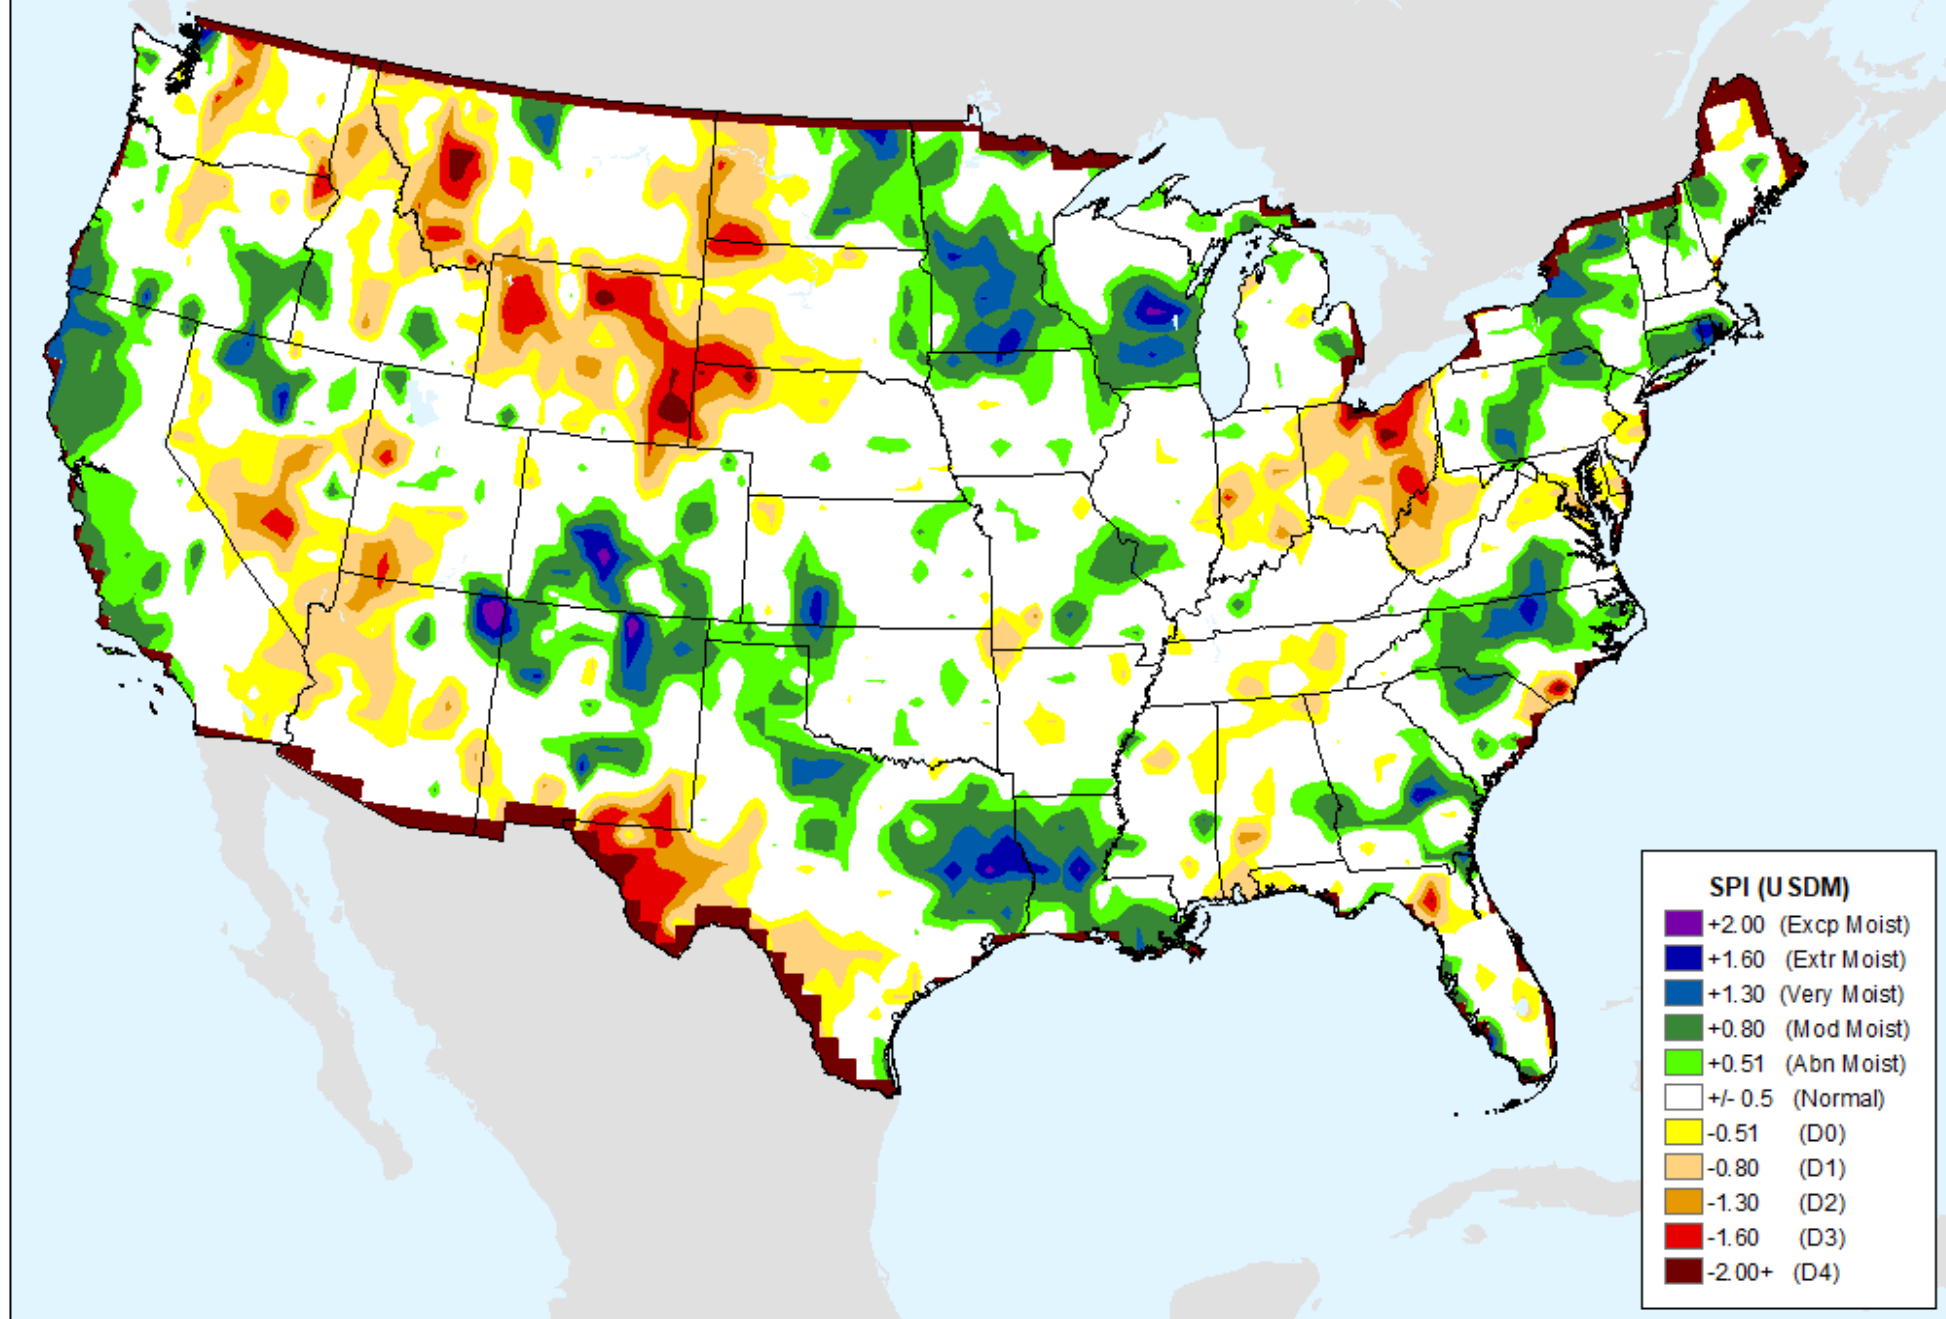 SPI (USDM)
+2.00 (Excp Moist)
+1.60 (Extr Moist)
+1.30 (Very Moist)
+0.80 (Mod Moist)
+0.51 (Abn Moist)
+/- 0.5 (Normal)
-0.51 (D0)
-0.80 (D1)
-1.30 (D2)
-1.60 (D3)
-2.00+ (D4)